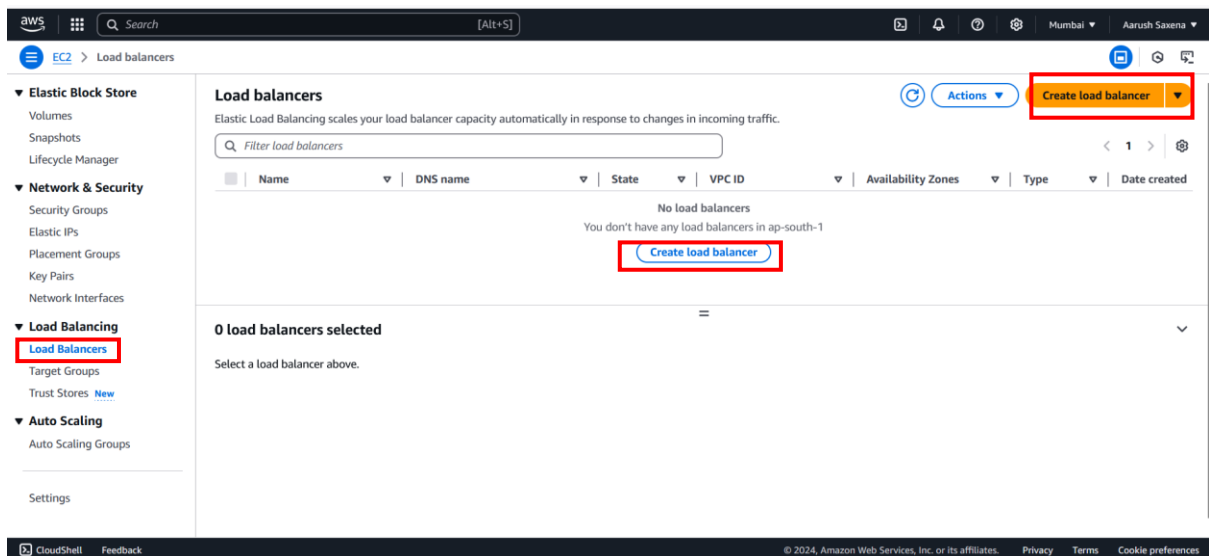 aws Search [Alt+S] Mumbai Aarush Saxena
EC2 > Load balancers
Elastic Block Store
Volumes
Snapshots
Lifecycle Manager
Network & Security
Security Groups
Elastic IPs
Placement Groups
Key Pairs
Network Interfaces
Load Balancing
Load Balancers
Target Groups
Trust Stores New
Auto Scaling
Auto Scaling Groups
Settings
Load balancers Actions Create load balancer
Elastic Load Balancing scales your load balancer capacity automatically in response to changes in incoming traffic.
Filter load balancers < 1 >
Name DNS name State VPC ID Availability Zones Type Date created
No load balancers
You don't have any load balancers in ap-south-1
Create load balancer
0 load balancers selected
Select a load balancer above.
CloudShell Feedback © 2024, Amazon Web Services, Inc. or its affiliates. Privacy Terms Cookie preferences